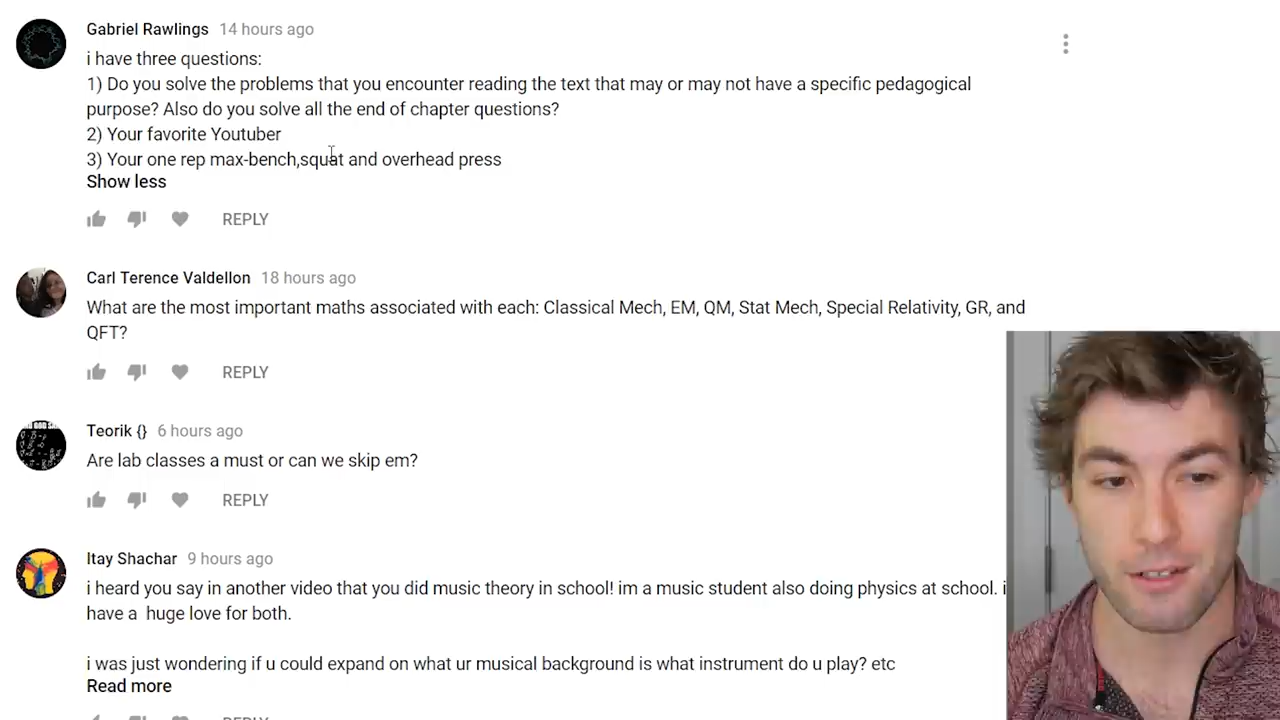 Gabriel Rawlings 14 hours ago
i have three questions:
1) Do you solve the problems that you encounter reading the text that may or may not have a specific pedagogical
purpose? Also do you solve all the end of chapter questions?
2) Your favorite Youtuber
3) Your one rep max-bench,squat and overhead press
Show less
REPLY
Carl Terence Valdellon 18 hours ago
What are the most important maths associated with each: Classical Mech, EM, QM, Stat Mech, Special Relativity, GR, and
QFT?
REPLY
Teorik {} 6 hours ago
Are lab classes a must or can we skip em?
REPLY
Itay Shachar 9 hours ago
i heard you say in another video that you did music theory in school! im a music student also doing physics at school. i
have a huge love for both.
i was just wondering if u could expand on what ur musical background is what instrument do u play? etc
Read more
REPLY